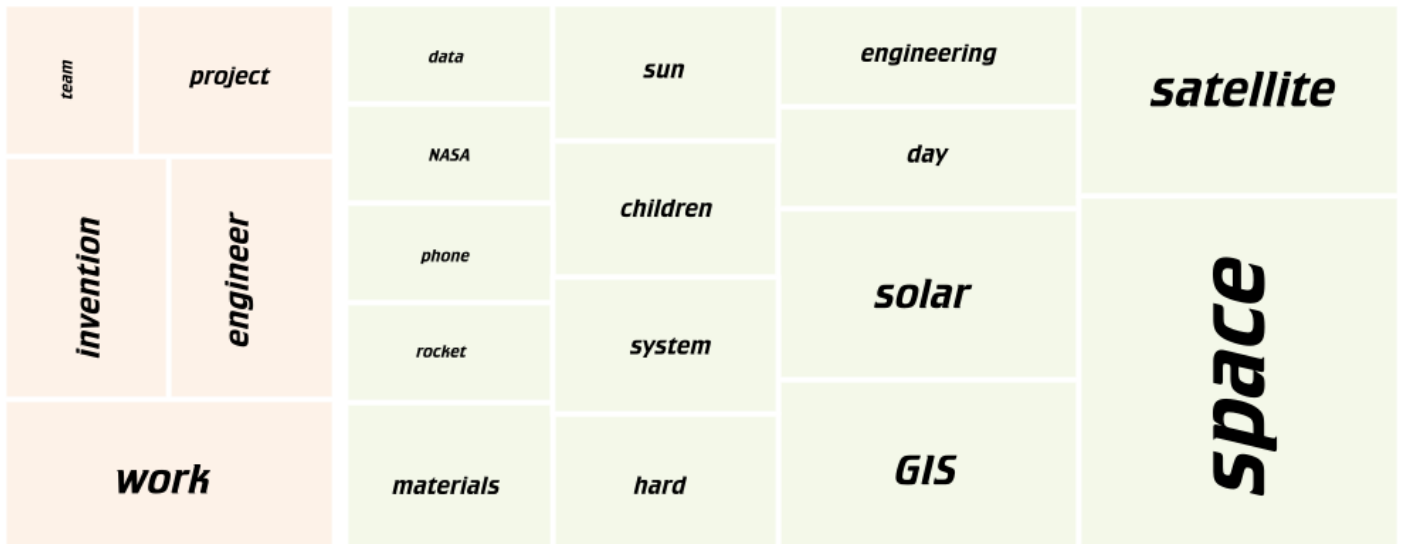 team
project
invention
engineer
work
data
NASA
phone
rocket
materials
sun
children
system
hard
engineering
day
solar
GIS
satellite
space